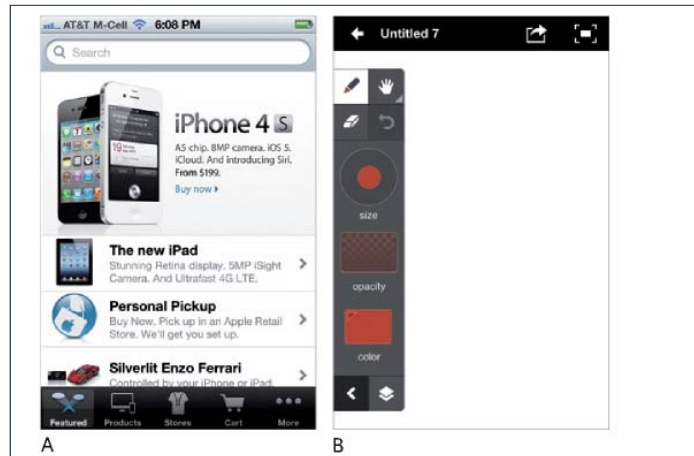 AT&T M-Cell 6:08 PM
Search
iPhone 4 S
A5 chip. 8MP camera. iOS 5.
iCloud. And introducing Siri.
From $199.
Buy now
The new iPad
Stunning Retina display. 5MP iSight
Camera. And Ultrafast 4G LTE.
Personal Pickup
Buy Now. Pick up in an Apple Retail
Store. We'll get you set up.
Silverlit Enzo Ferrari
Controlled by your iPhone or iPad.
Featured Products Stores Cart More
A
Untitled 7
size
opacity
color
B